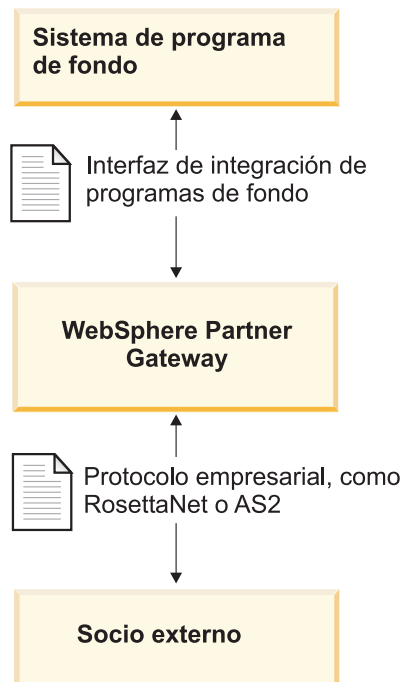 Sistema de programa
de fondo
Interfaz de integración de
programas de fondo
WebSphere Partner
Gateway
Protocolo empresarial, como
RosettaNet o AS2
Socio externo